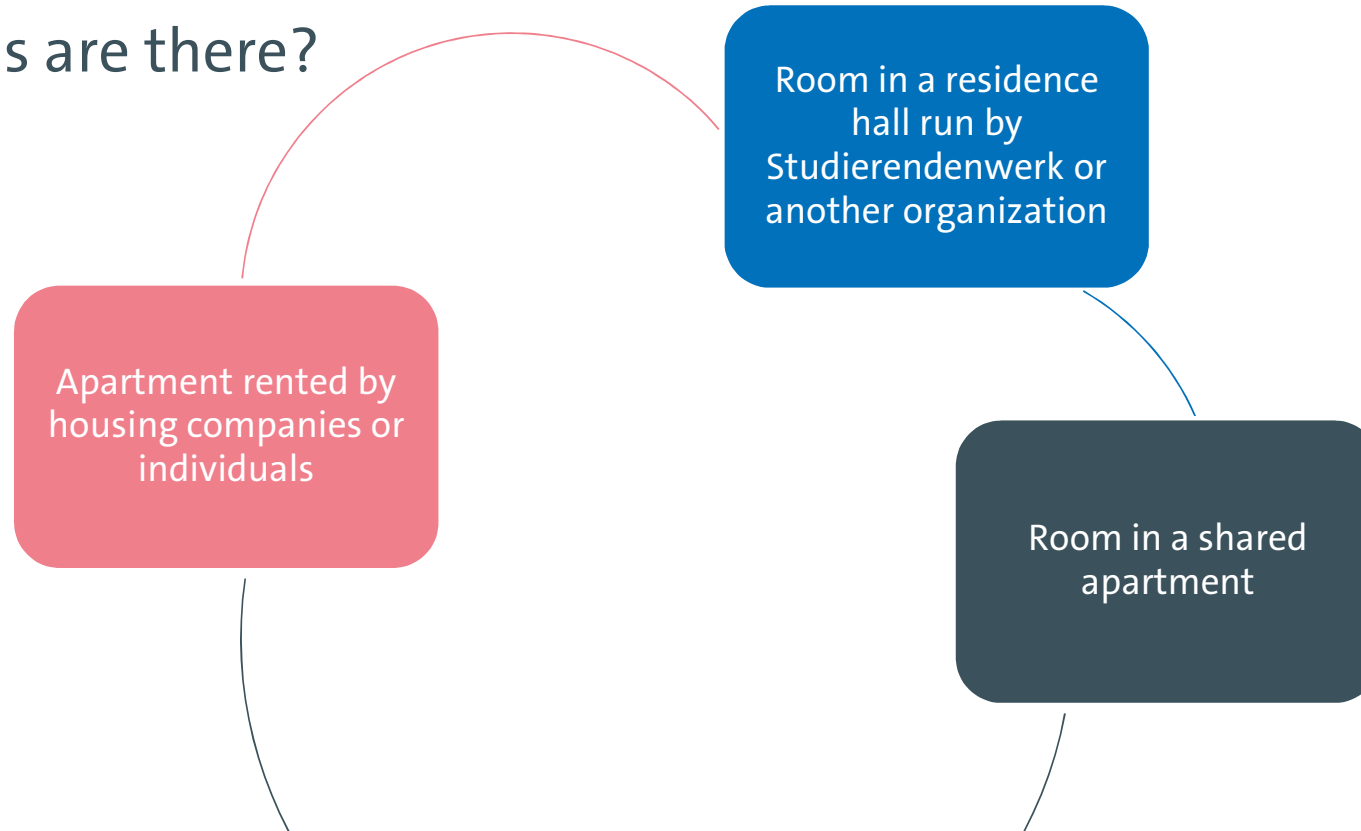 s are there?
Room in a residence
hall run by
Studierendenwerk or
another organization
Apartment rented by
housing companies or
individuals
Room in a shared
apartment